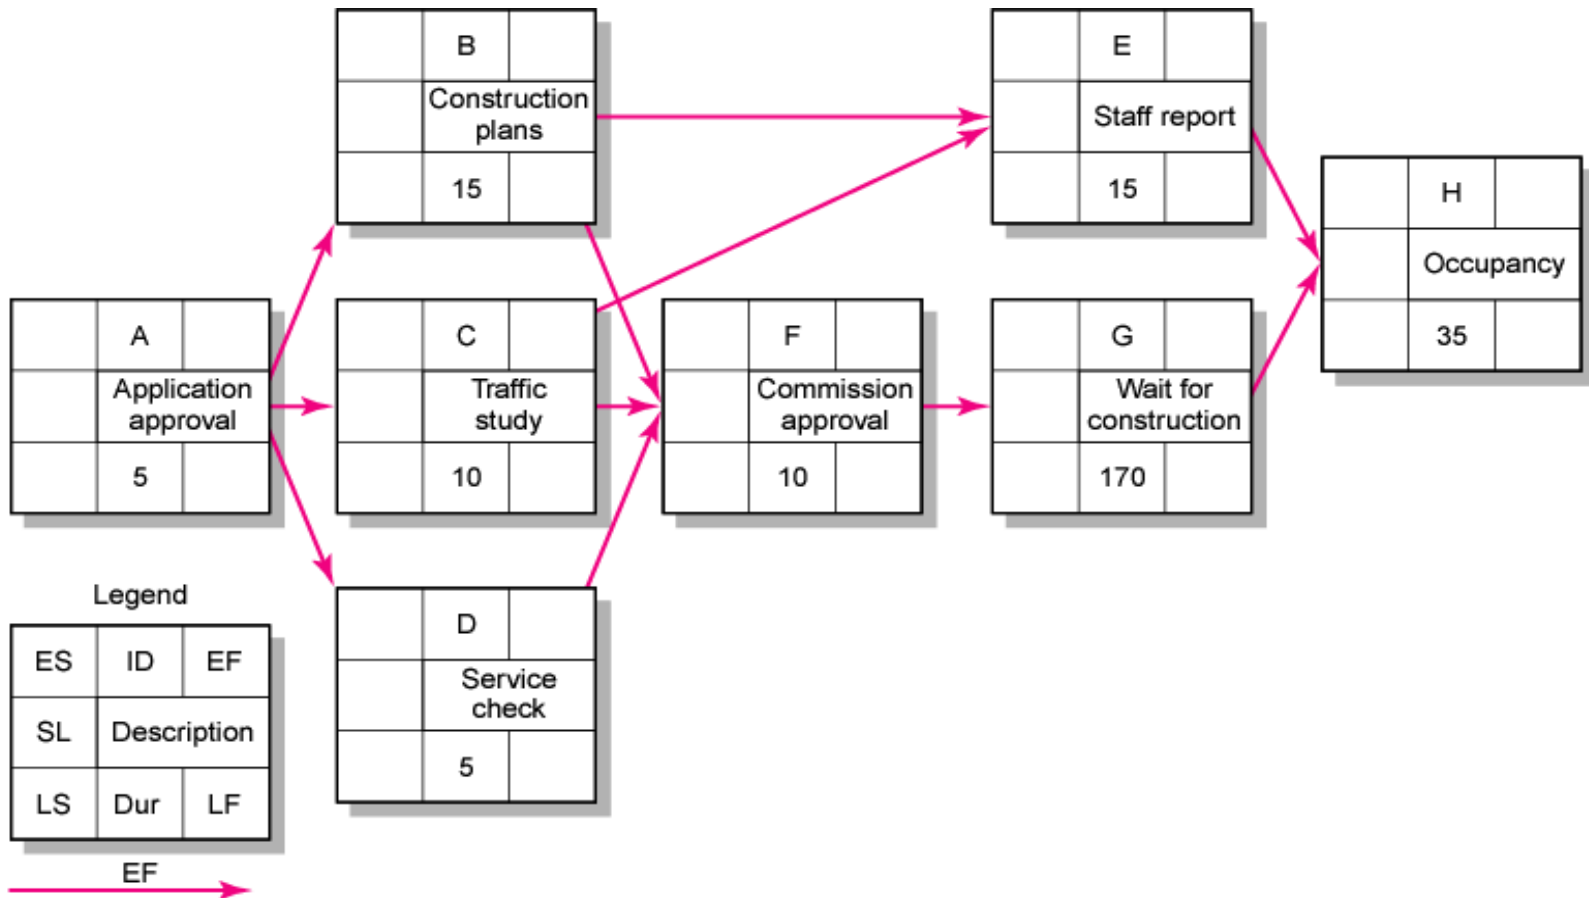 B
Construction
plans
15
E
Staff report
15
H
Occupancy
35
A
Application
approval
5
C
Traffic
study
10
F
Commission
approval
10
G
Wait for
construction
170
D
Service
check
5
Legend
ES ID EF
SL Description
LS Dur LF
EF